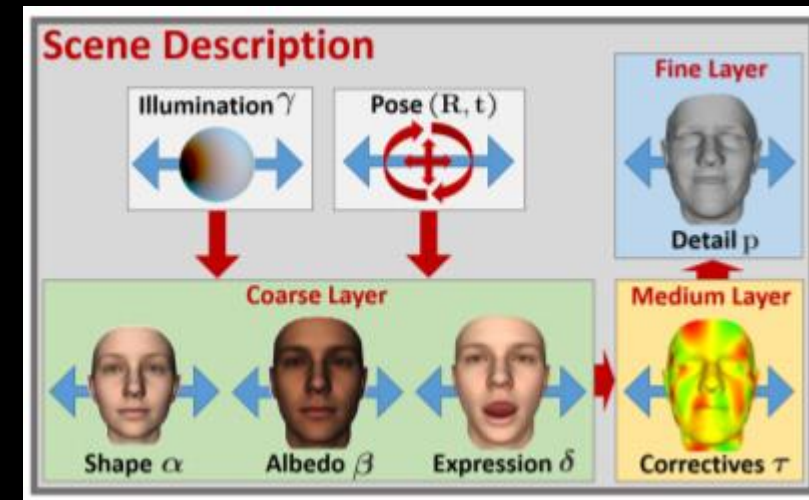 Scene Description
Illumination γ
Pose (R, t)
Fine Layer
Detail p
Coarse Layer
Medium Layer
Shape α
Albedo β
Expression δ
Correctives τ